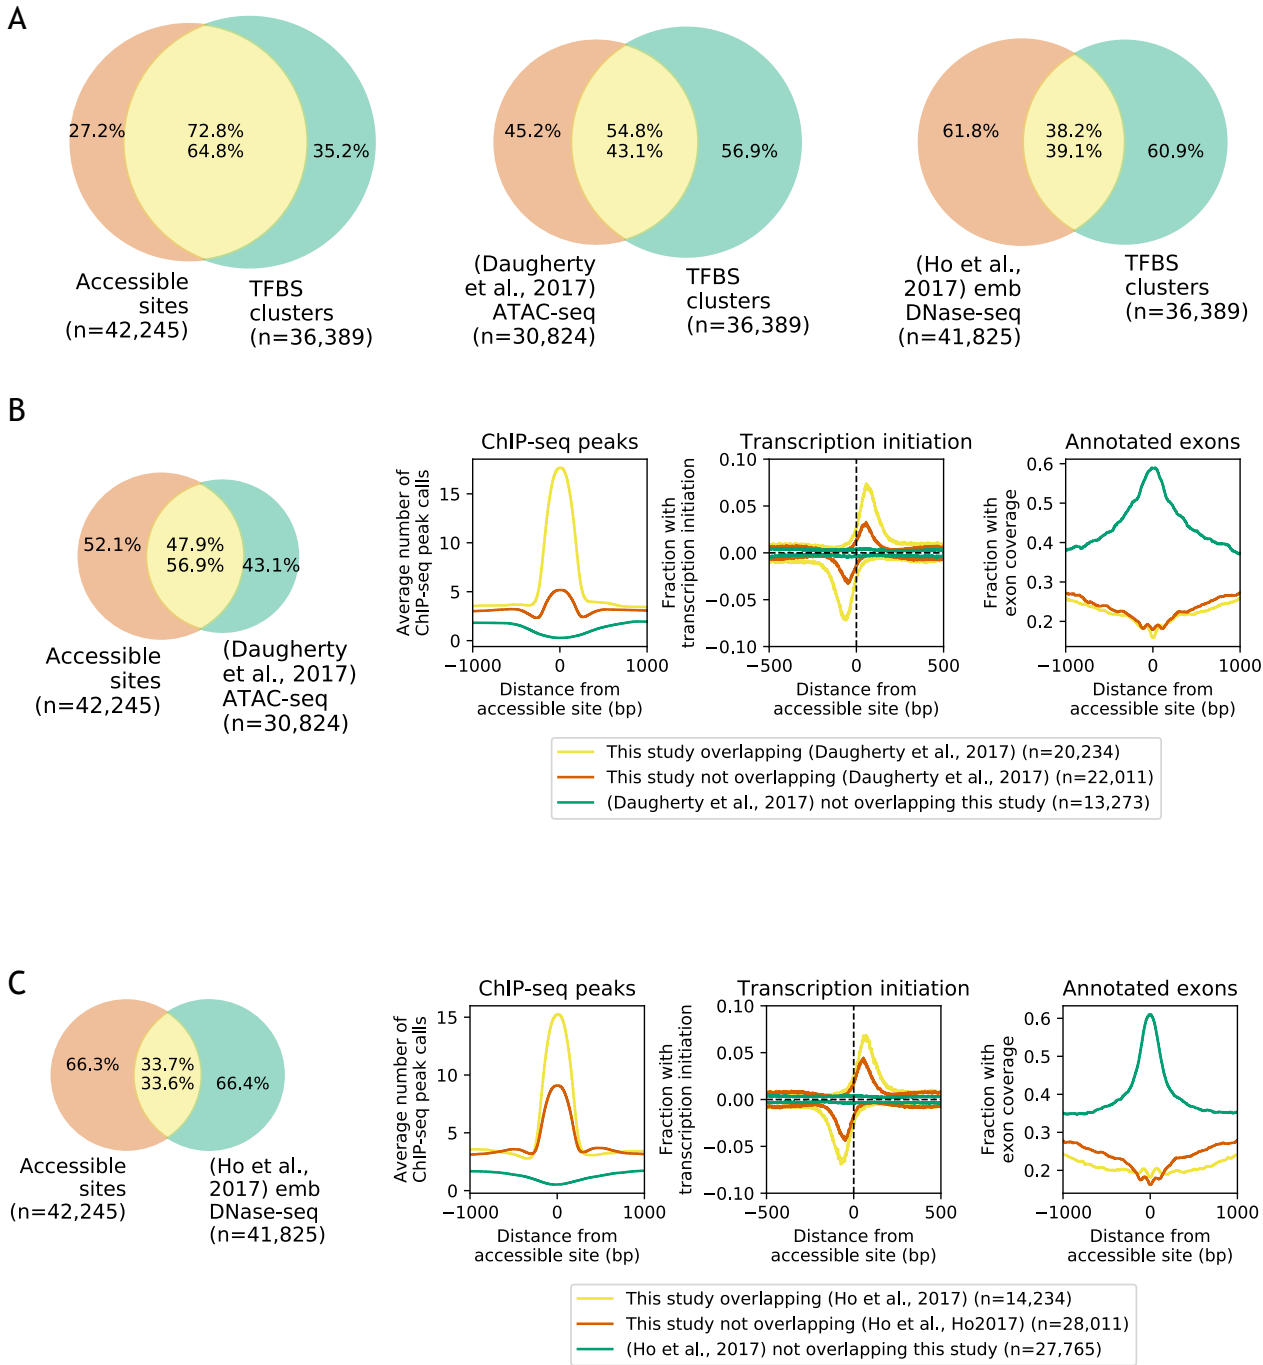 A
27.2%
72.8%
64.8%
35.2%
Accessible
sites
(n=42,245)
TFBS
clusters
(n=36,389)
45.2%
54.8%
43.1%
56.9%
(Daugherty
et al., 2017)
ATAC-seq
(n=30,824)
TFBS
clusters
(n=36,389)
61.8%
38.2%
39.1%
60.9%
(Ho et al.,
2017) emb
DNase-seq
(n=41,825)
TFBS
clusters
(n=36,389)
B
52.1%
47.9%
56.9%
43.1%
Accessible
sites
(n=42,245)
(Daugherty
et al., 2017)
ATAC-seq
(n=30,824)
ChIP-seq peaks
Average number of
ChIP-seq peak calls
15
10
5
0
−1000 0 1000
Distance from
accessible site (bp)
Transcription initiation
Fraction with
transcription initiation
0.10
0.05
0.00
−0.05
−0.10
−500 0 500
Distance from
accessible site (bp)
Annotated exons
Fraction with
exon coverage
0.6
0.5
0.4
0.3
0.2
−1000 0 1000
Distance from
accessible site (bp)
This study overlapping (Daugherty et al., 2017) (n=20,234)
This study not overlapping (Daugherty et al., 2017) (n=22,011)
(Daugherty et al., 2017) not overlapping this study (n=13,273)
C
66.3%
33.7%
33.6%
66.4%
Accessible
sites
(n=42,245)
(Ho et al.,
2017) emb
DNase-seq
(n=41,825)
ChIP-seq peaks
Average number of
ChIP-seq peak calls
15
10
5
0
−1000 0 1000
Distance from
accessible site (bp)
Transcription initiation
Fraction with
transcription initiation
0.10
0.05
0.00
−0.05
−0.10
−500 0 500
Distance from
accessible site (bp)
Annotated exons
Fraction with
exon coverage
0.6
0.5
0.4
0.3
0.2
−1000 0 1000
Distance from
accessible site (bp)
This study overlapping (Ho et al., 2017) (n=14,234)
This study not overlapping (Ho et al., Ho2017) (n=28,011)
(Ho et al., 2017) not overlapping this study (n=27,765)